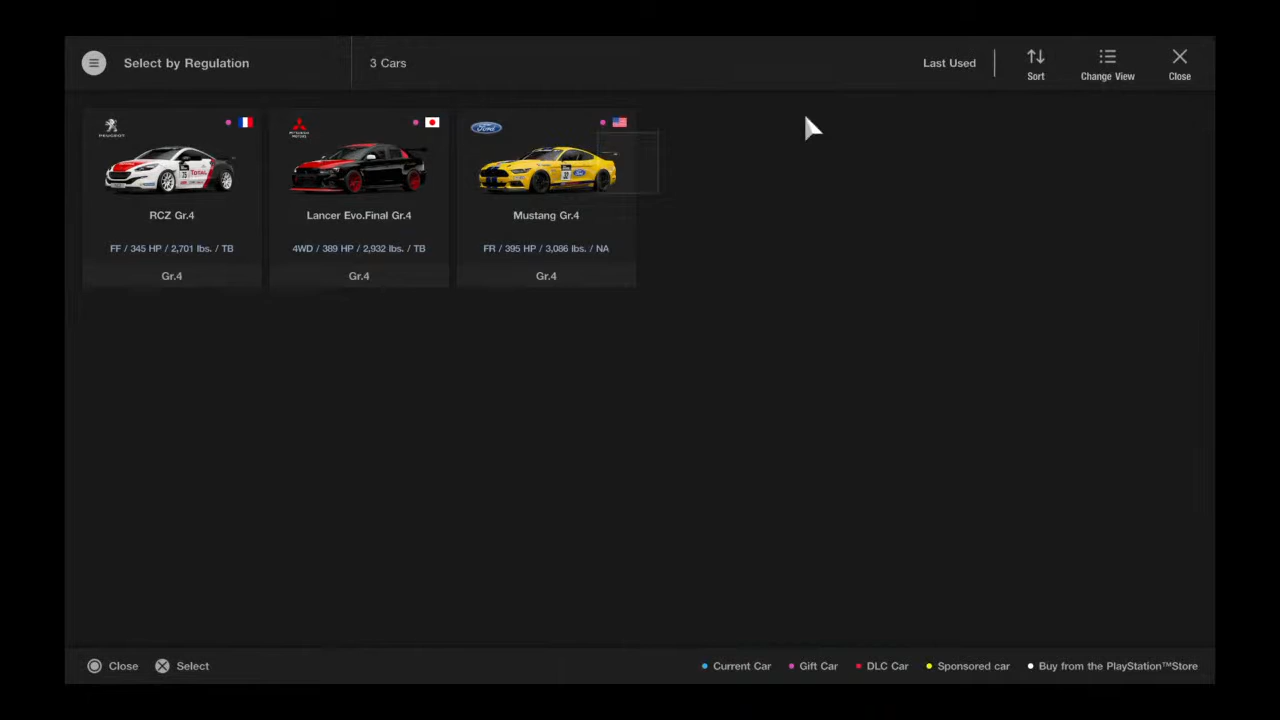 Select by Regulation
3 Cars
Last Used
Sort
Change View
Close
PEUGEOT
RCZ Gr.4
FF / 345 HP / 2,701 lbs. / TB
Gr.4
Lancer Evo.Final Gr.4
4WD / 389 HP / 2,932 lbs. / TB
Gr.4
Ford
Mustang Gr.4
FR / 395 HP / 3,086 lbs. / NA
Gr.4
Close
Select
Current Car
Gift Car
DLC Car
Sponsored car
Buy from the PlayStation™Store